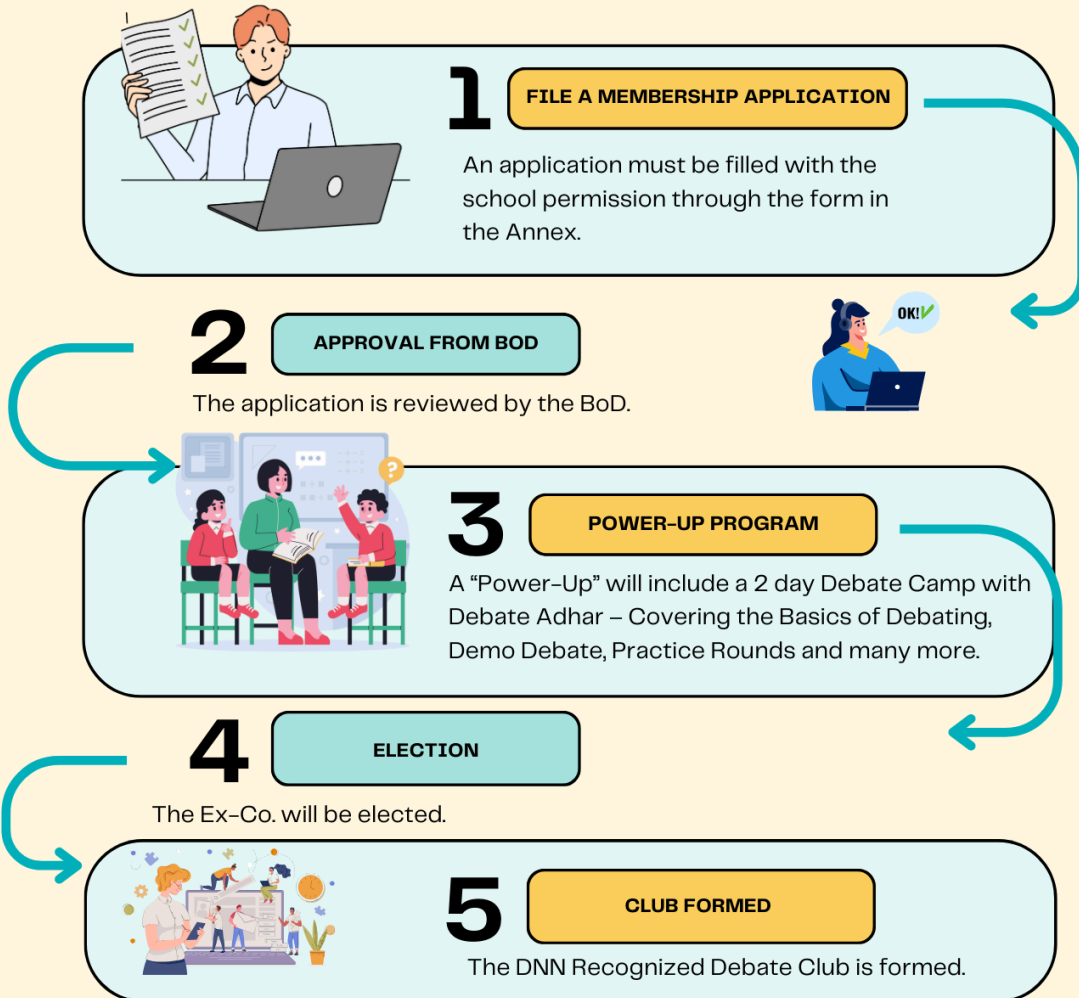 1
FILE A MEMBERSHIP APPLICATION
An application must be filled with the
school permission through the form in
the Annex.
2
APPROVAL FROM BOD
OK!
The application is reviewed by the BoD.
?
3
POWER-UP PROGRAM
A “Power-Up” will include a 2 day Debate Camp with
Debate Adhar – Covering the Basics of Debating,
Demo Debate, Practice Rounds and many more.
4
ELECTION
The Ex-Co. will be elected.
5
CLUB FORMED
The DNN Recognized Debate Club is formed.